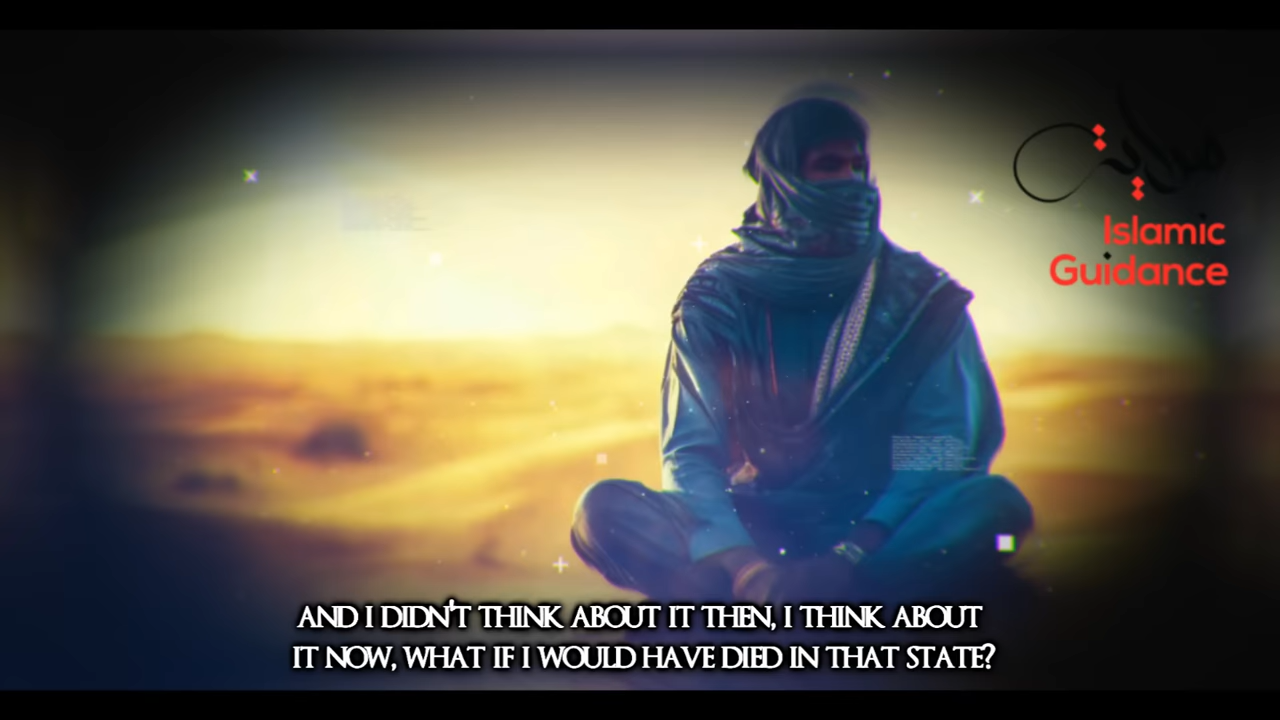 هداية
Islamic
Guidance
AND I DIDN'T THINK ABOUT IT THEN, I THINK ABOUT
IT NOW, WHAT IF I WOULD HAVE DIED IN THAT STATE?